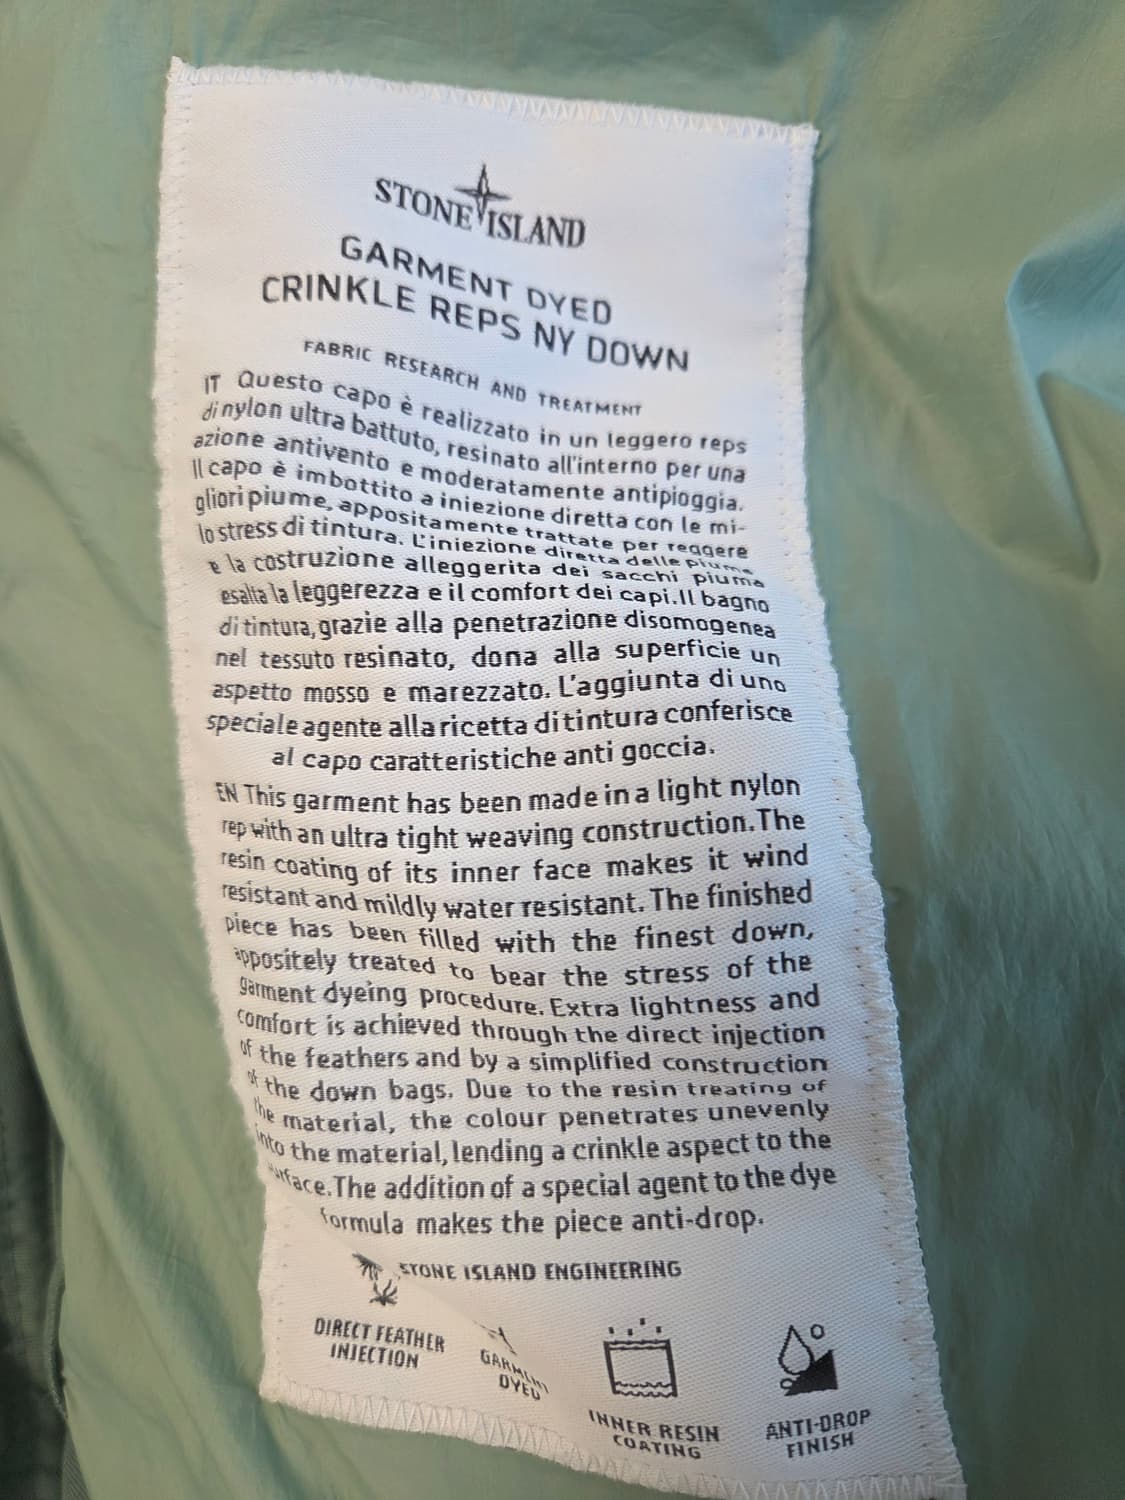 STONE ISLAND
GARMENT DYED
CRINKLE REPS NY DOWN
FABRIC RESEARCH AND TREATMENT
IT Questo capo è realizzato in un leggero reps
di nylon ultra battuto, resinato all'interno per una
azione antivento e moderatamente antipioggia.
Il capo è imbottito a iniezione diretta con le mi-
gliori piume, appositamente trattate per reggere
lo stress di tintura. L'iniezione diretta delle piume
e la costruzione alleggerita dei sacchi piuma
esalta la leggerezza e il comfort dei capi.Il bagno
di tintura, grazie alla penetrazione disomogenea
nel tessuto resinato, dona alla superficie un
aspetto mosso e marezzato. L'aggiunta di uno
speciale agente alla ricetta di tintura conferisce
al capo caratteristiche anti goccia.
EN This garment has been made in a light nylon
rep with an ultra tight weaving construction.The
resin coating of its inner face makes it wind
resistant and mildly water resistant. The finished
piece has been filled with the finest down,
appositely treated to bear the stress of the
garment dyeing procedure. Extra lightness and
comfort is achieved through the direct injection
of the feathers and by a simplified construction
of the down bags. Due to the resin treating of
the material, the colour penetrates unevenly
into the material, lending a crinkle aspect to the
surface.The addition of a special agent to the dye
formula makes the piece anti-drop.
STONE ISLAND ENGINEERING
DIRECT FEATHER
INJECTION
GARMENT
DYED
INNER RESIN
COATING
ANTI-DROP
FINISH